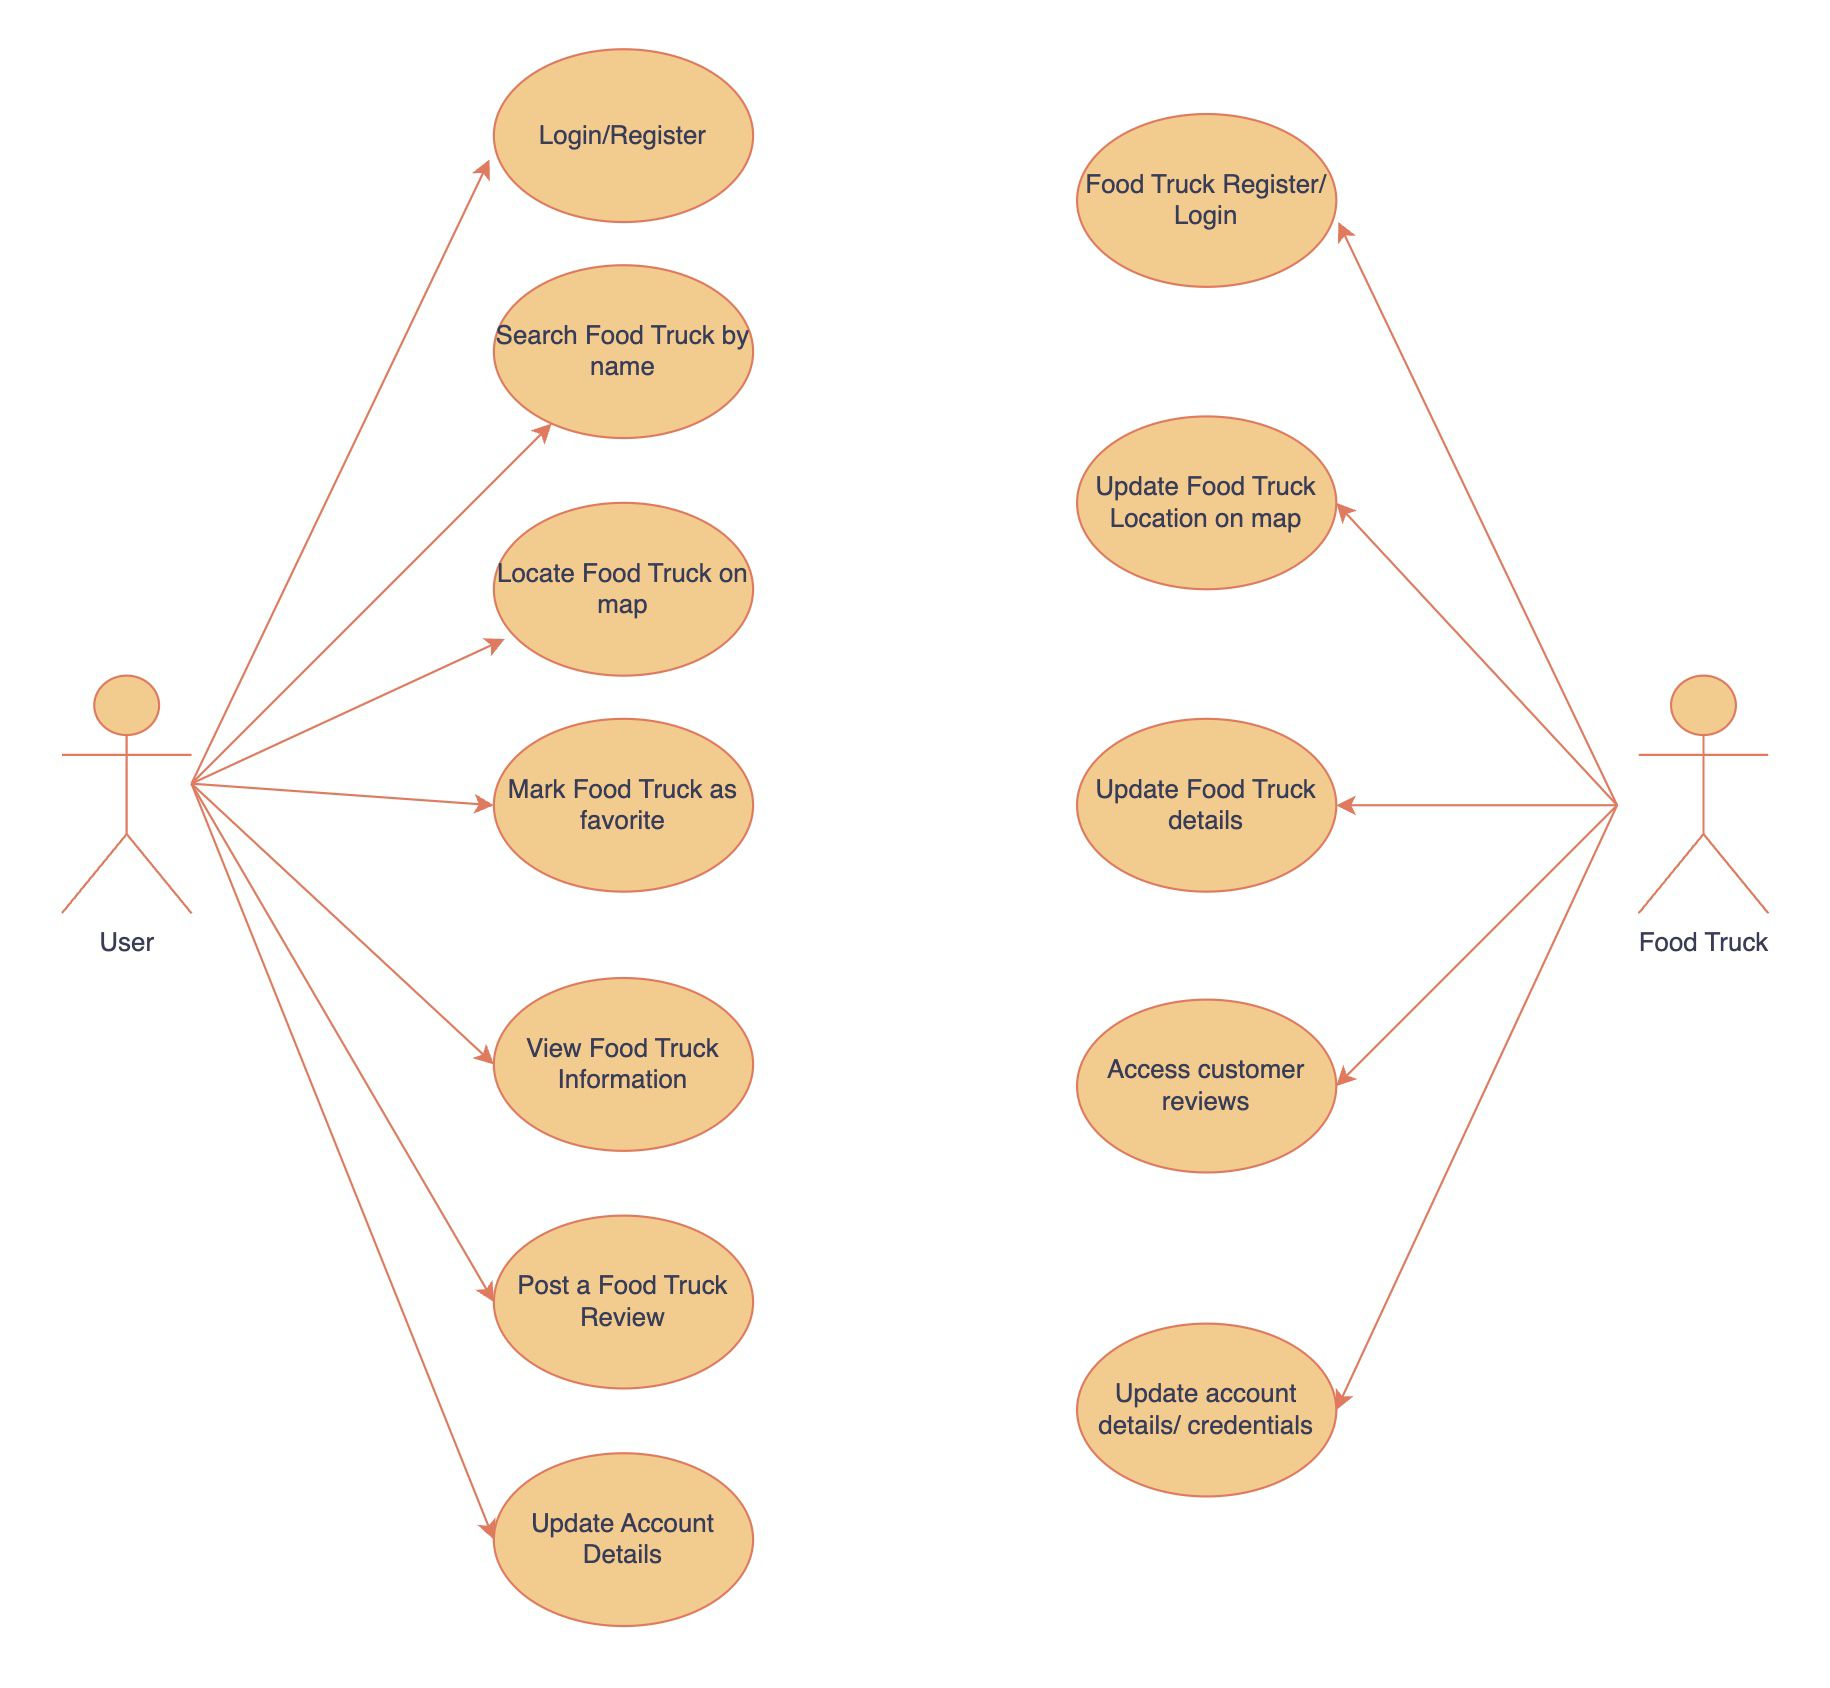 Login/Register
Search Food Truck by
name
Locate Food Truck on
map
Mark Food Truck as
favorite
View Food Truck
Information
Post a Food Truck
Review
Update Account
Details
User
Food Truck Register/
Login
Update Food Truck
Location on map
Update Food Truck
details
Access customer
reviews
Update account
details/ credentials
Food Truck